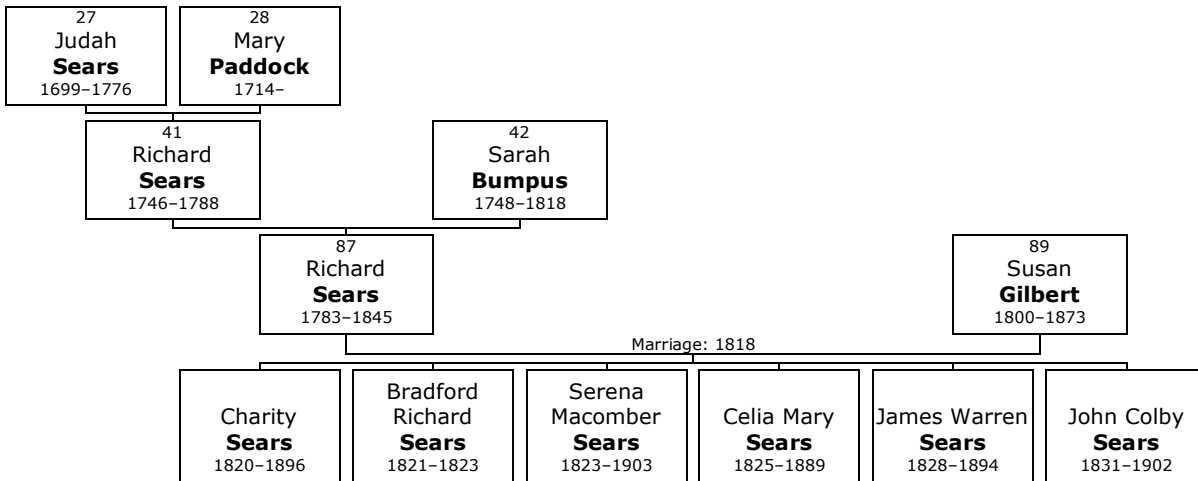 27
Judah
Sears
1699–1776
28
Mary
Paddock
1714–
41
Richard
Sears
1746–1788
42
Sarah
Bumpus
1748–1818
87
Richard
Sears
1783–1845
89
Susan
Gilbert
1800–1873
Marriage: 1818
Charity
Sears
1820–1896
Bradford
Richard
Sears
1821–1823
Serena
Macomber
Sears
1823–1903
Celia Mary
Sears
1825–1889
James Warren
Sears
1828–1894
John Colby
Sears
1831–1902